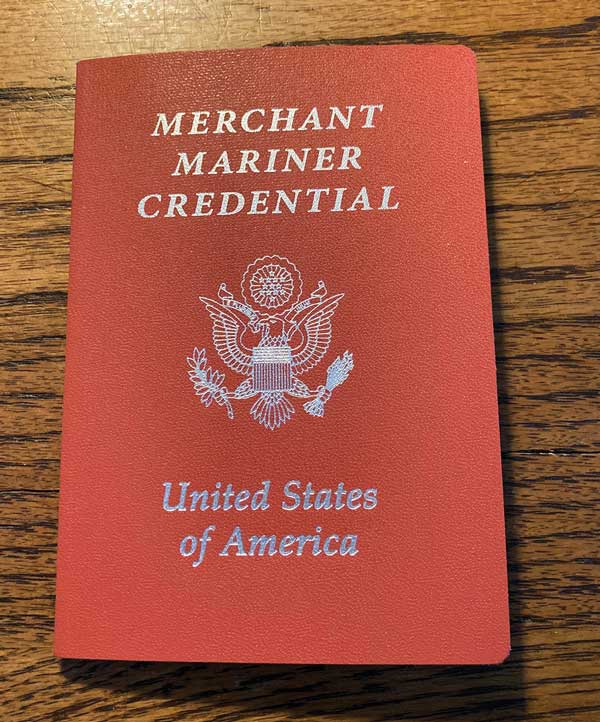 MERCHANT
MARINER
CREDENTIAL
United States
of America